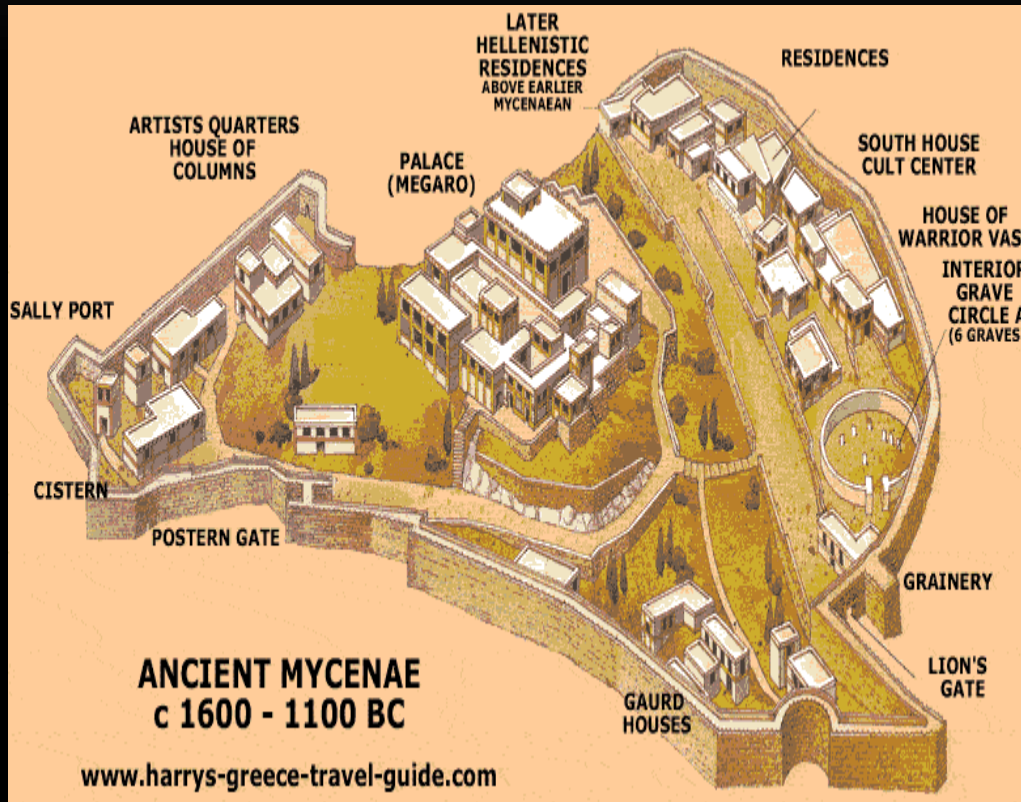 LATER
HELLENISTIC
RESIDENCES
ABOVE EARLIER
MYCENAEAN
RESIDENCES
ARTISTS QUARTERS
HOUSE OF
COLUMNS
PALACE
(MEGARO)
SOUTH HOUSE
CULT CENTER
HOUSE OF
WARRIOR VAS
INTERIOR
GRAVE
CIRCLE A
(6 GRAVES
SALLY PORT
CISTERN
POSTERN GATE
GRAINERY
LION'S
GATE
GAURD
HOUSES
ANCIENT MYCENAE
c 1600 - 1100 BC
www.harrys-greece-travel-guide.com